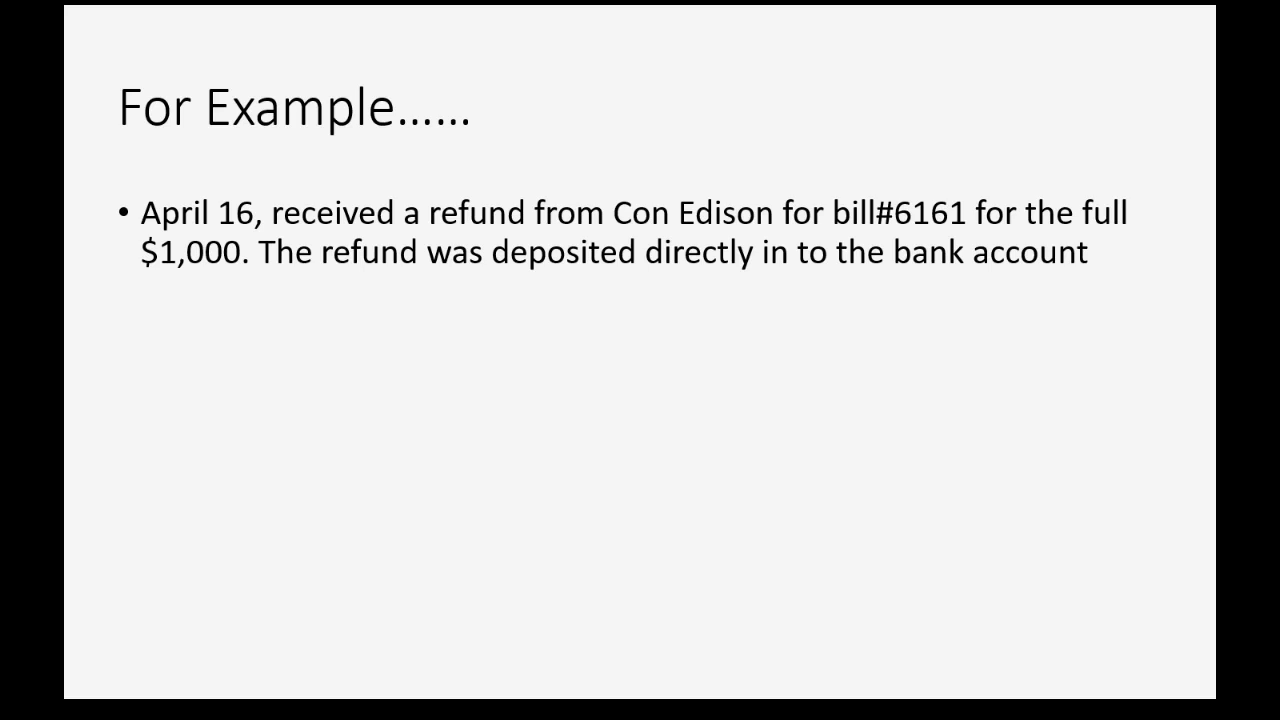 For Example......
• April 16, received a refund from Con Edison for bill#6161 for the full
$1,000. The refund was deposited directly in to the bank account